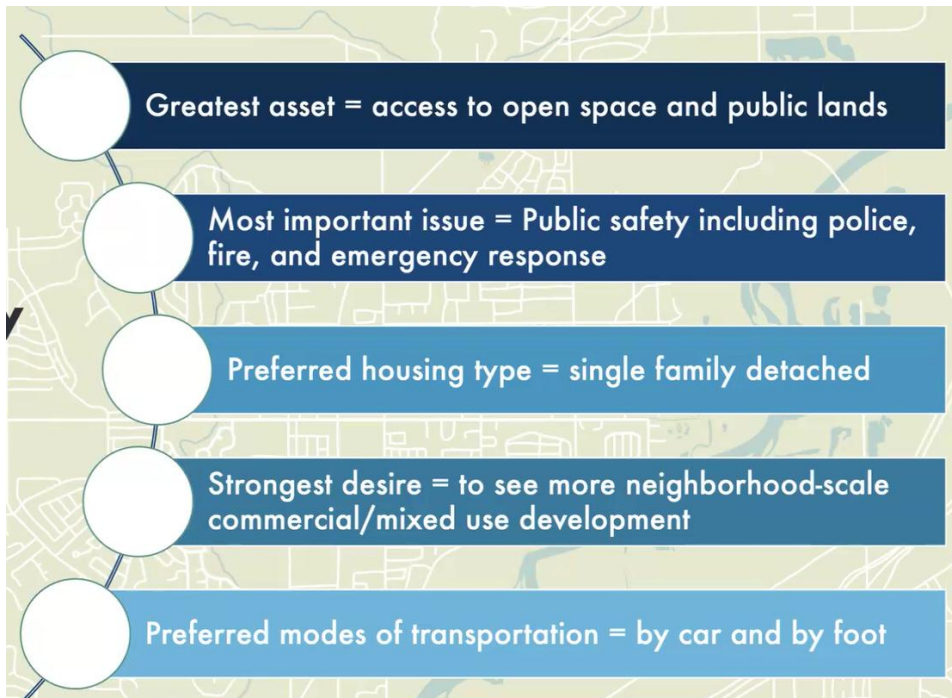 Greatest asset = access to open space and public lands
Most important issue = Public safety including police,
fire, and emergency response
y
Preferred housing type = single family detached
Strongest desire = to see more neighborhood-scale
commercial/mixed use development
Preferred modes of transportation = by car and by foot